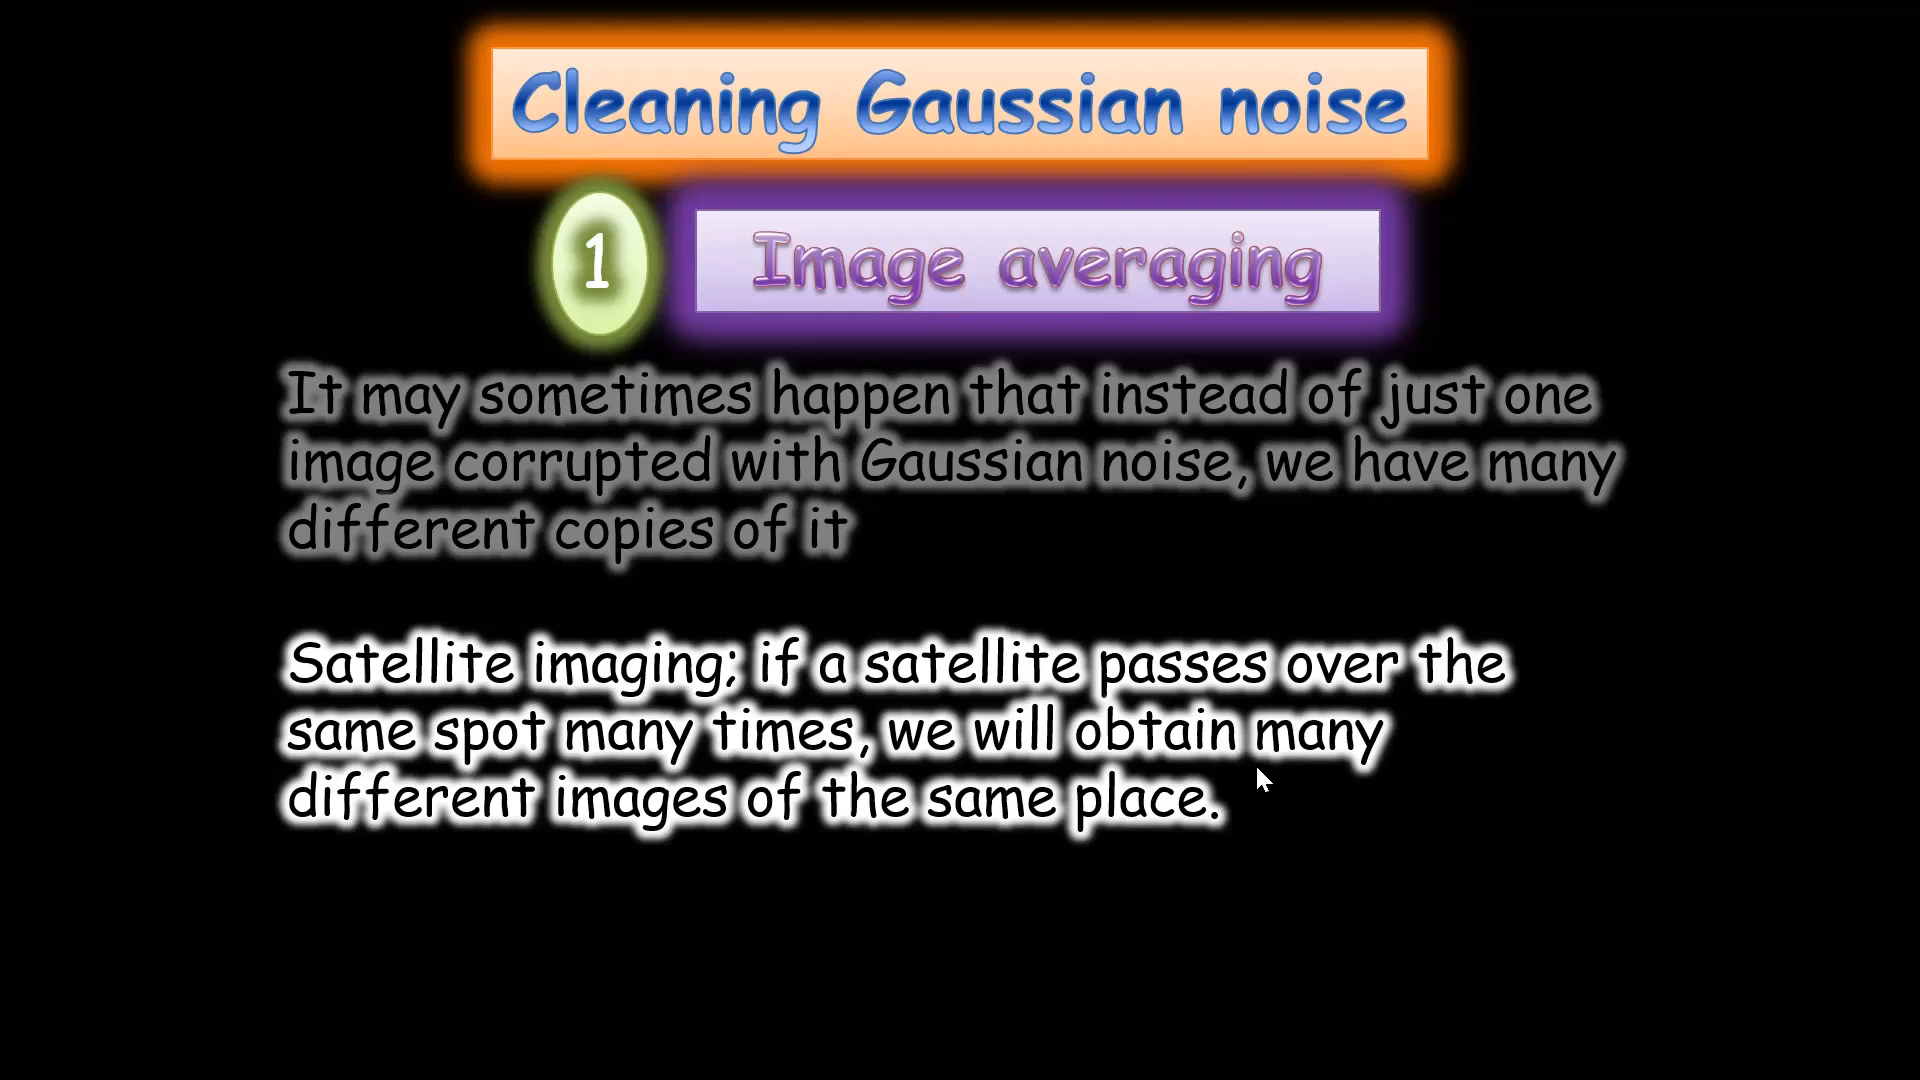 Cleaning Gaussian noise
1 Image averaging
It may sometimes happen that instead of just one
image corrupted with Gaussian noise, we have many
different copies of it
Satellite imaging; if a satellite passes over the
same spot many times, we will obtain many
different images of the same place.